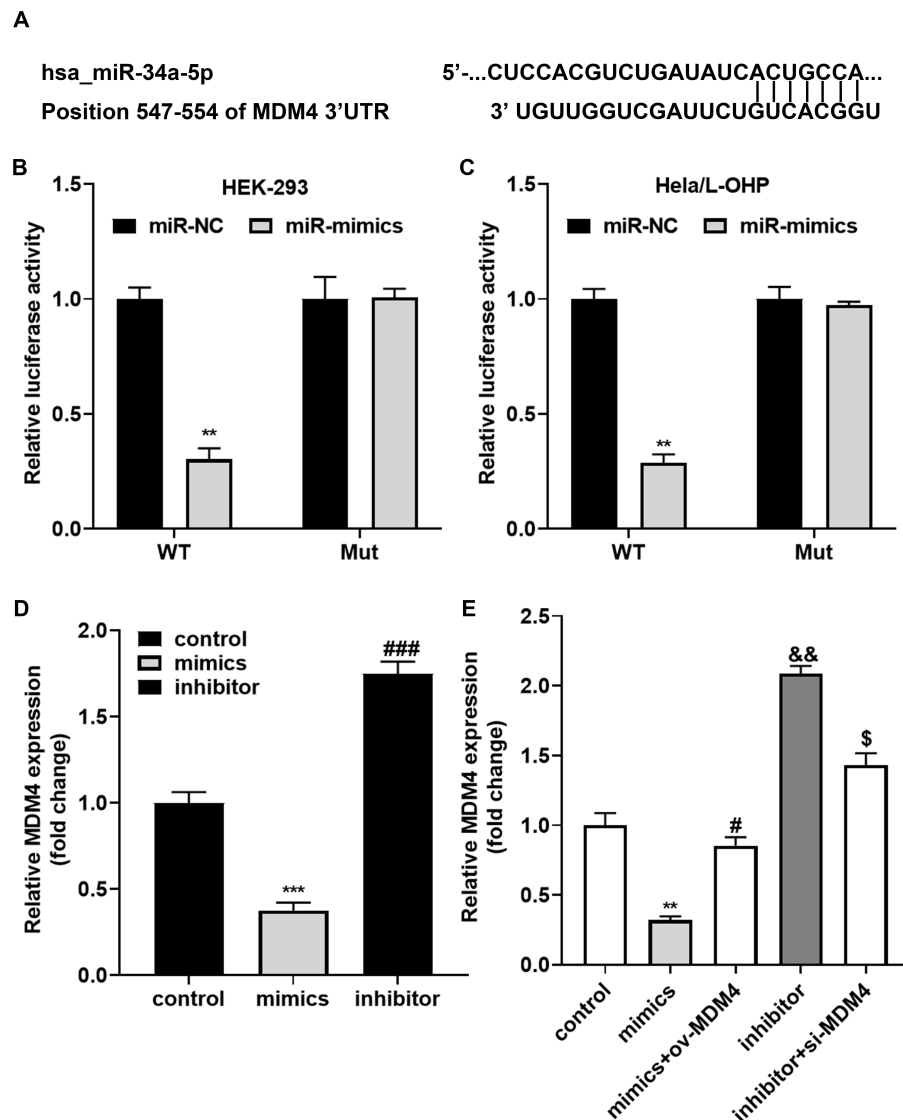 A
hsa_miR-34a-5p 5’-...CUCCACGUCUGAUAUCACUGCCA...
Position 547-554 of MDM4 3’UTR 3’ UGUUGGUCGAUUCUGUCACGGU
B
HEK-293
miR-NC miR-mimics
Relative luciferase activity
1.5
1.0
0.5
0.0
**
WT Mut
C
Hela/L-OHP
miR-NC miR-mimics
Relative luciferase activity
1.5
1.0
0.5
0.0
**
WT Mut
D
control
mimics
inhibitor
Relative MDM4 expression
(fold change)
2.0
1.5
1.0
0.5
0.0
***
###
control mimics inhibitor
E
Relative MDM4 expression
(fold change)
2.5
2.0
1.5
1.0
0.5
0.0
**
#
&&
$
control
mimics
mimics+ov-MDM4
inhibitor
inhibitor+si-MDM4